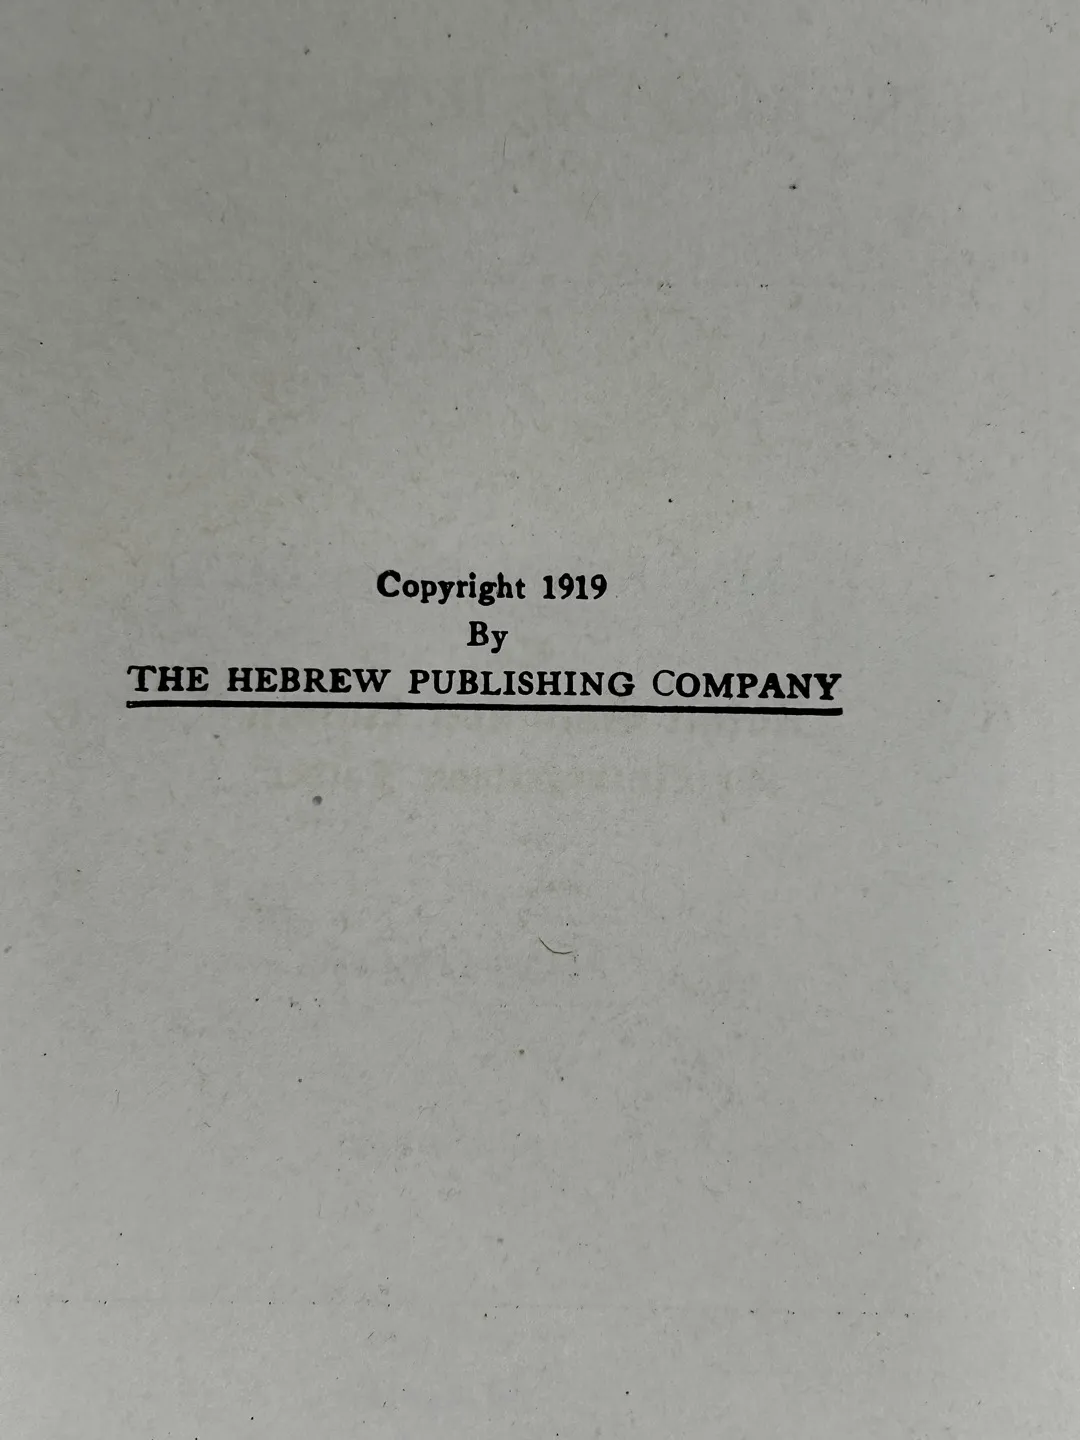 Copyright 1919
By
THE HEBREW PUBLISHING COMPANY